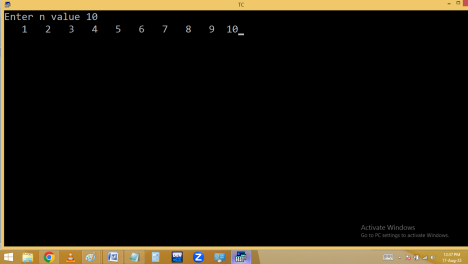 TC
Enter n value 10
1 2 3 4 5 6 7 8 9 10_
Activate Windows
Go to PC settings to activate Windows.